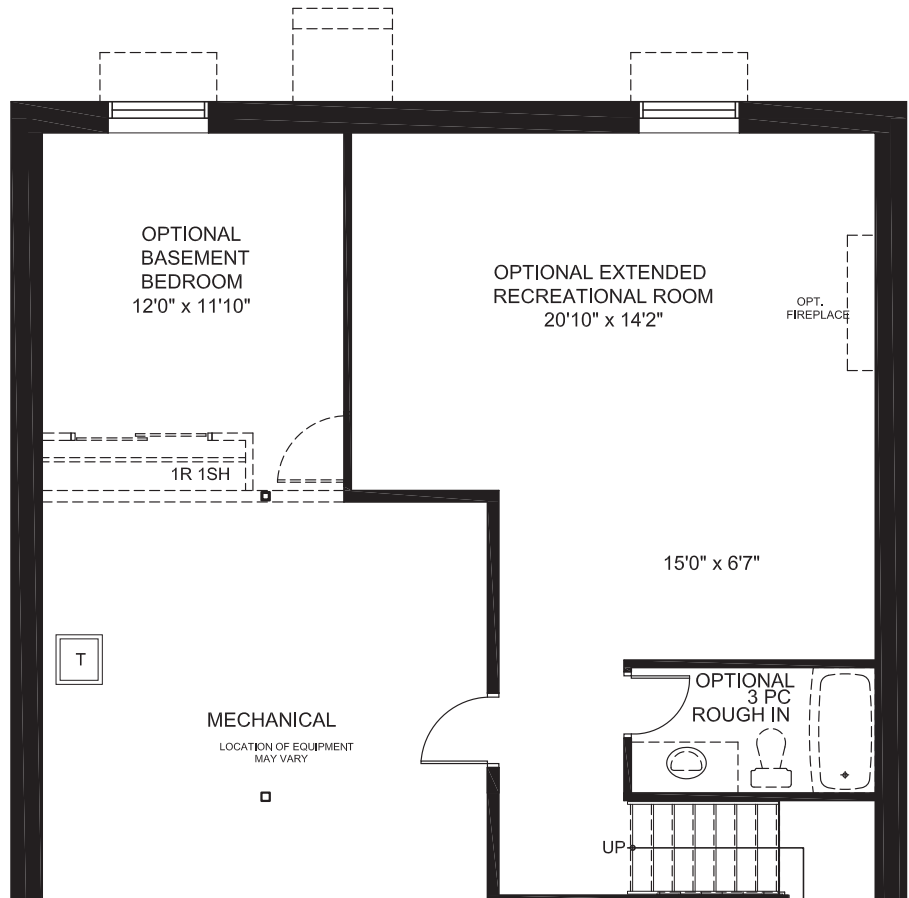 OPTIONAL
BASEMENT
BEDROOM
12'0" x 11'10"
OPTIONAL EXTENDED
RECREATIONAL ROOM
20'10" x 14'2"
OPT.
FIREPLACE
1R 1SH
15'0" x 6'7"
T
MECHANICAL
LOCATION OF EQUIPMENT
MAY VARY
OPTIONAL
3 PC
ROUGH IN
UP